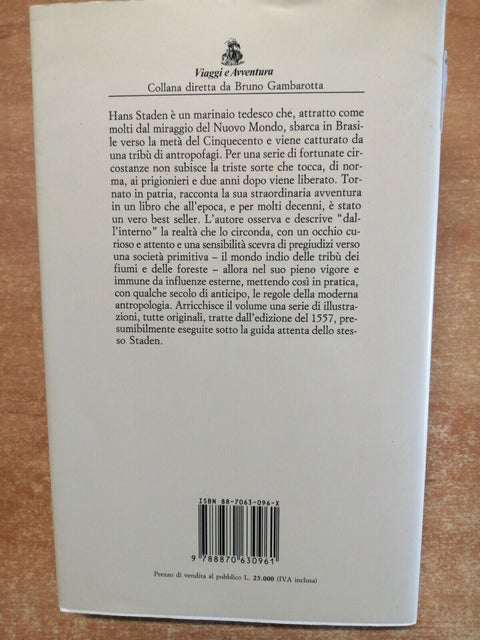 Viaggi e Avventura
Collana diretta da Bruno Gambarotta
Hans Staden è un marinaio tedesco che, attratto come
molti dal miraggio del Nuovo Mondo, sbarca in Brasi-
le verso la metà del Cinquecento e viene catturato da
una tribù di antropofagi. Per una serie di fortunate cir-
costanze non subisce la triste sorte che tocca, di nor-
ma, ai prigionieri e due anni dopo viene liberato. Tor-
nato in patria, racconta la sua straordinaria avventura
in un libro che all'epoca, e per molti decenni, è stato
un vero best seller. L'autore osserva e descrive "dal-
l'interno" la realtà che lo circonda, con un occhio cu-
rioso e attento e una sensibilità scevra di pregiudizi verso
una società primitiva – il mondo indio delle tribù dei
fiumi e delle foreste – allora nel suo pieno vigore e
immune da influenze esterne, mettendo così in pratica,
con qualche secolo di anticipo, le regole della moderna
antropologia. Arricchisce il volume una serie di illustra-
zioni, tutte originali, tratte dall'edizione del 1557, pre-
sumibilmente eseguite sotto la guida attenta dello stes-
so Staden.
ISBN 88-7063-096-X
9 788870 630961
Prezzo di vendita al pubblico L. 25.000 (IVA inclusa)